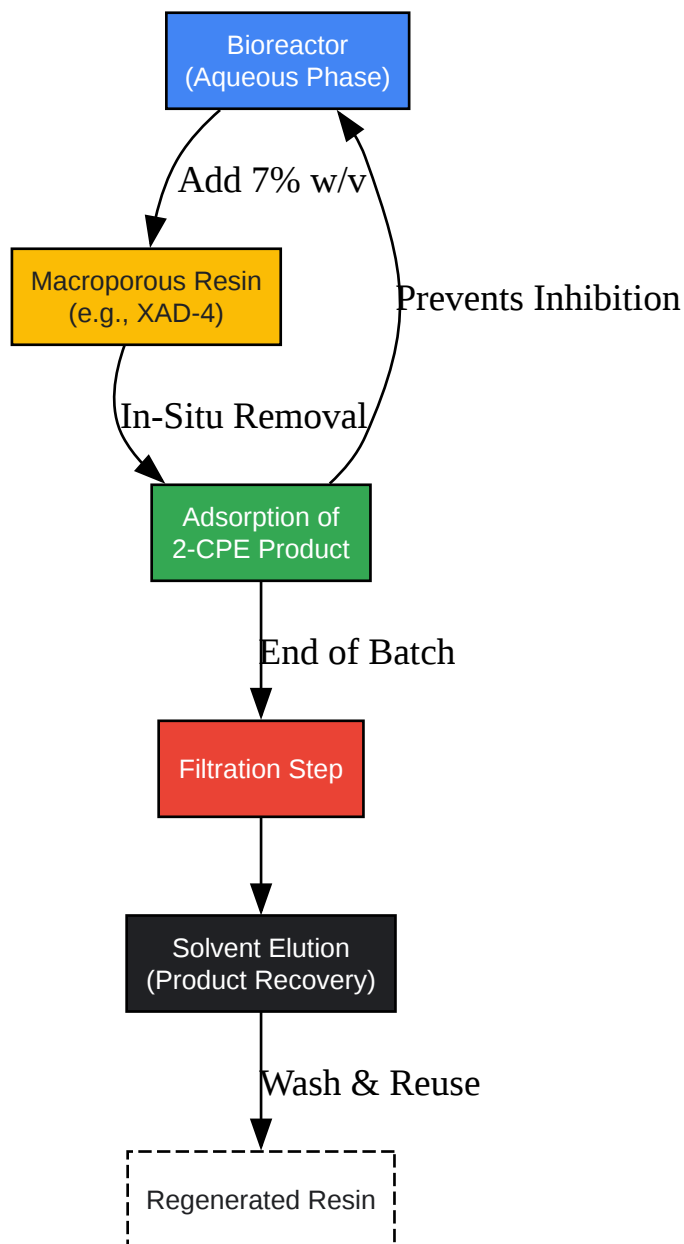 Bioreactor
(Aqueous Phase)
Add 7% w/v
Macroporous Resin
(e.g., XAD-4)
Prevents Inhibition
In-Situ Removal
Adsorption of
2-CPE Product
End of Batch
Filtration Step
Solvent Elution
(Product Recovery)
Wash & Reuse
Regenerated Resin